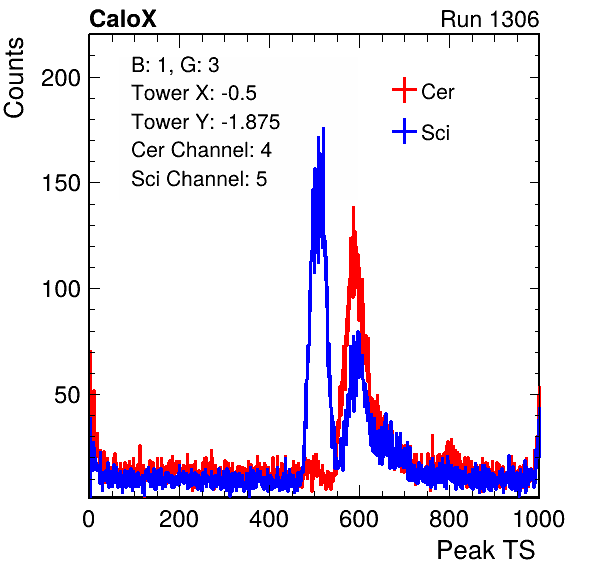 CaloX Run 1306
Counts
B: 1, G: 3
Tower X: -0.5
Tower Y: -1.875
Cer Channel: 4
Sci Channel: 5
Cer
Sci
200
150
100
50
0 200 400 600 800 1000
Peak TS